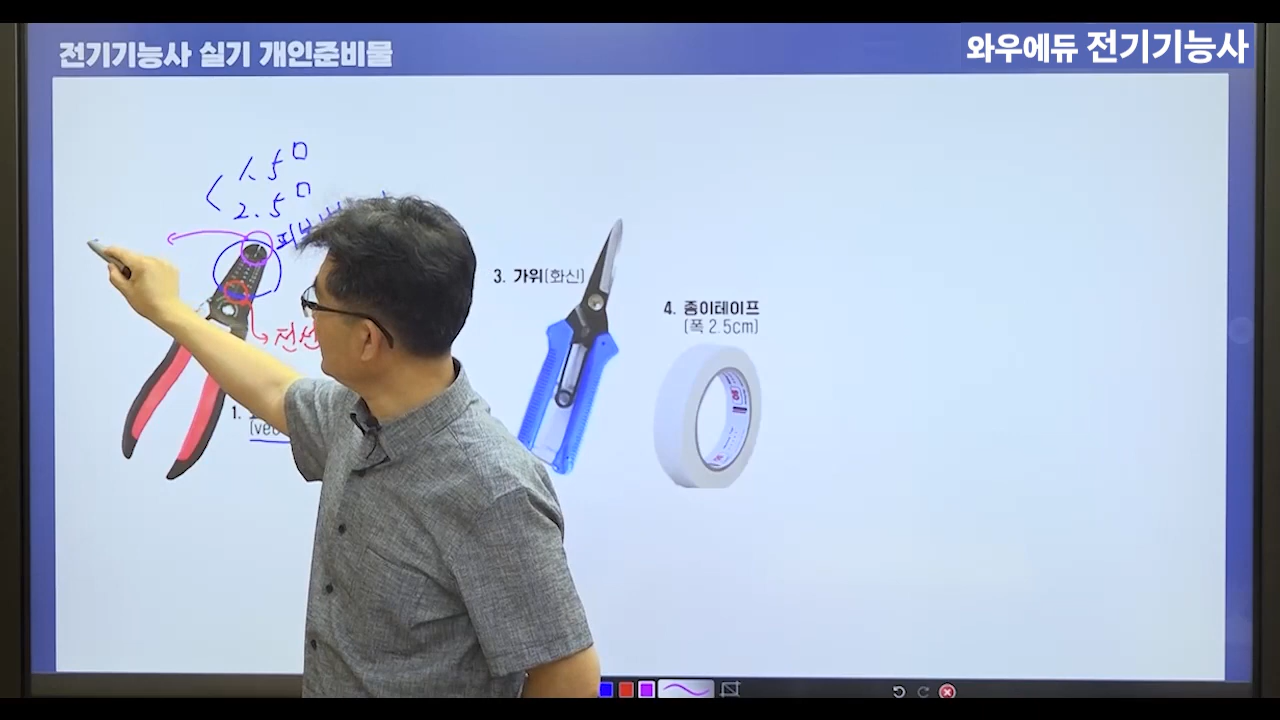 전기기능사 실기 개인준비물
와우에듀 전기기능사
1.5□
2.5□
3. 가위(화신)
4. 종이테이프
(폭 2.5cm)
전선
1.